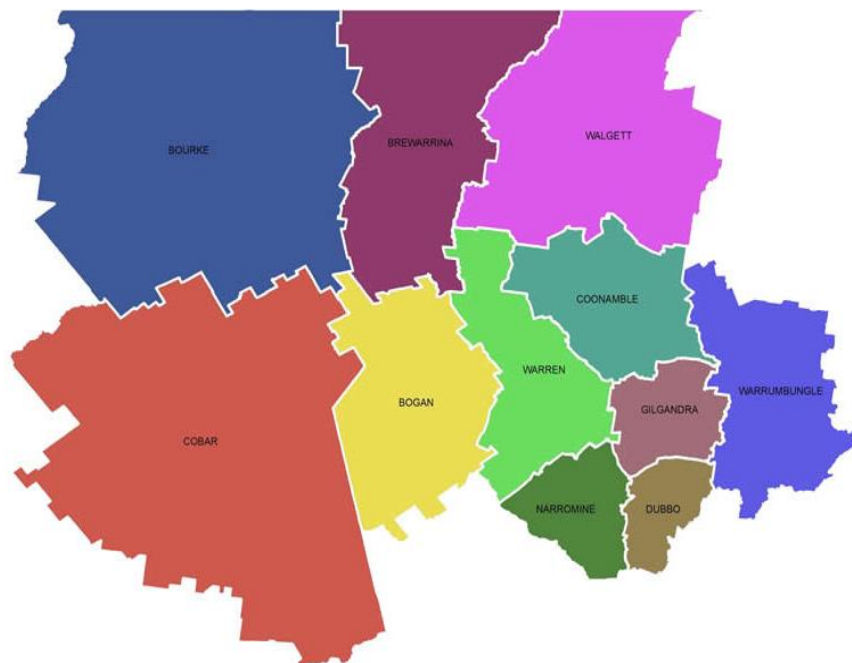 BOURKE
BREWARRINA
WALGETT
COONAMBLE
WARREN
WARRUMBUNGLE
BOGAN
GILGANDRA
COBAR
NARROMINE
DUBBO